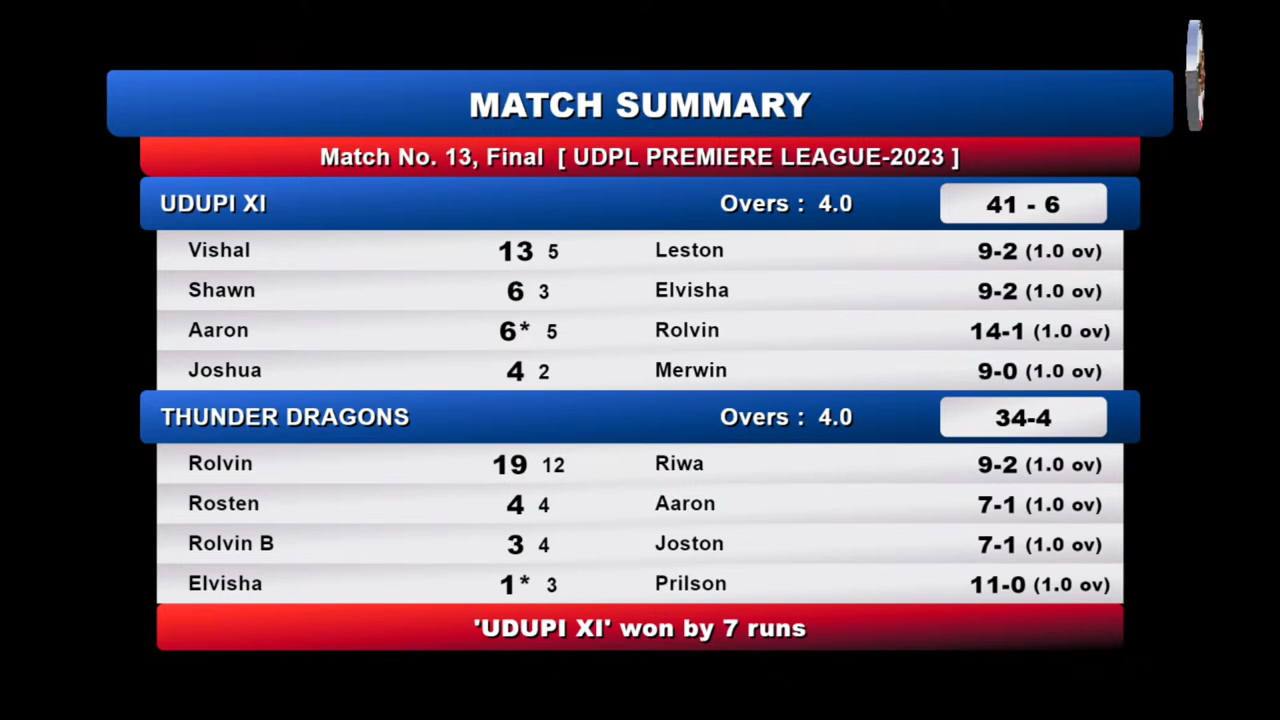 MATCH SUMMARY
Match No. 13, Final [ UDPL PREMIERE LEAGUE-2023 ]
UDUPI XI Overs : 4.0 41 - 6
Vishal 13 5 Leston 9-2 (1.0 ov)
Shawn 6 3 Elvisha 9-2 (1.0 ov)
Aaron 6* 5 Rolvin 14-1 (1.0 ov)
Joshua 4 2 Merwin 9-0 (1.0 ov)
THUNDER DRAGONS Overs : 4.0 34-4
Rolvin 19 12 Riwa 9-2 (1.0 ov)
Rosten 4 4 Aaron 7-1 (1.0 ov)
Rolvin B 3 4 Joston 7-1 (1.0 ov)
Elvisha 1* 3 Prilson 11-0 (1.0 ov)
'UDUPI XI' won by 7 runs